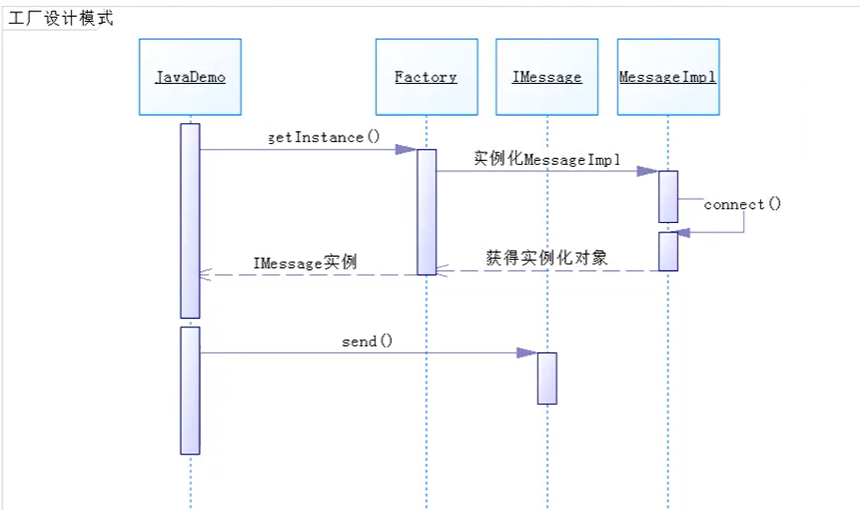 工厂设计模式
JavaDemo
Factory
IMessage
MessageImpl
getInstance()
实例化MessageImpl
connect()
获得实例化对象
IMessage实例
send()